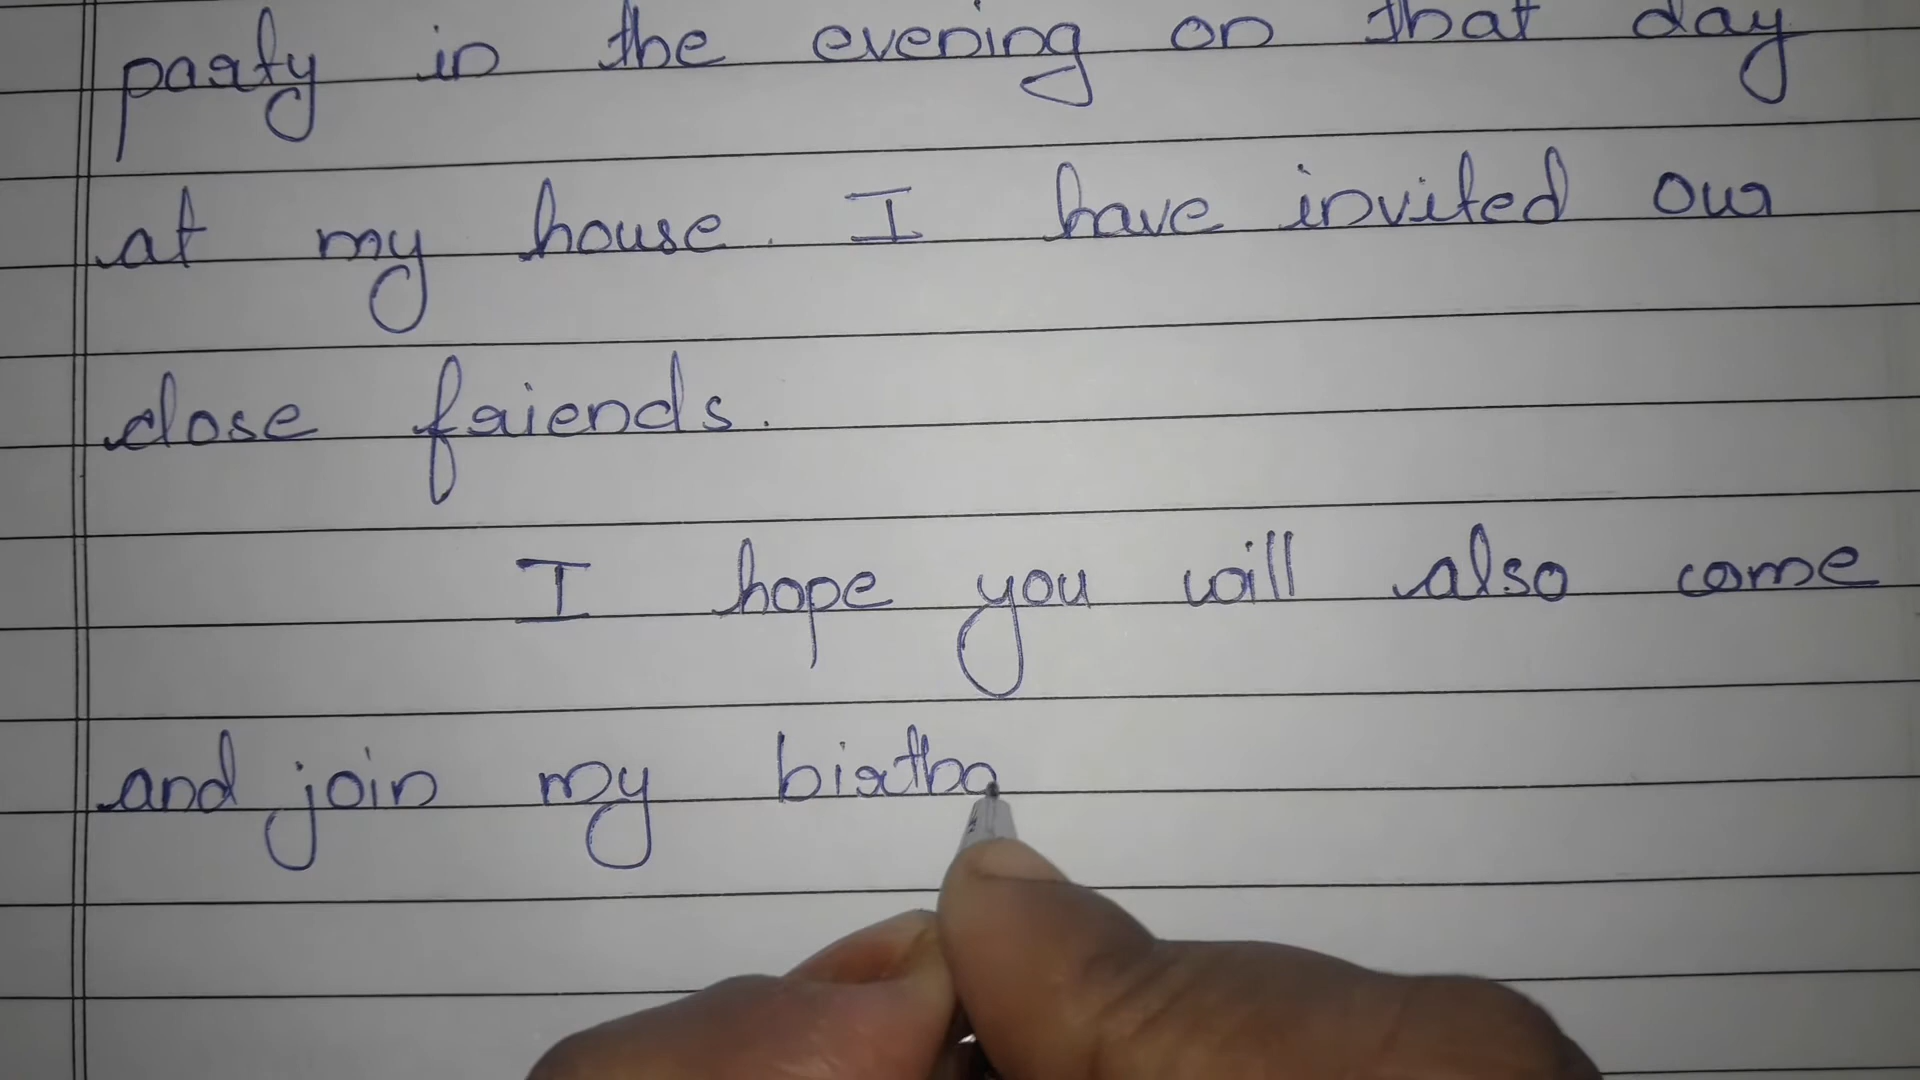 party in the evening on that day
at my house. I have invited our
close friends.
I hope you will also come
and join my birthd